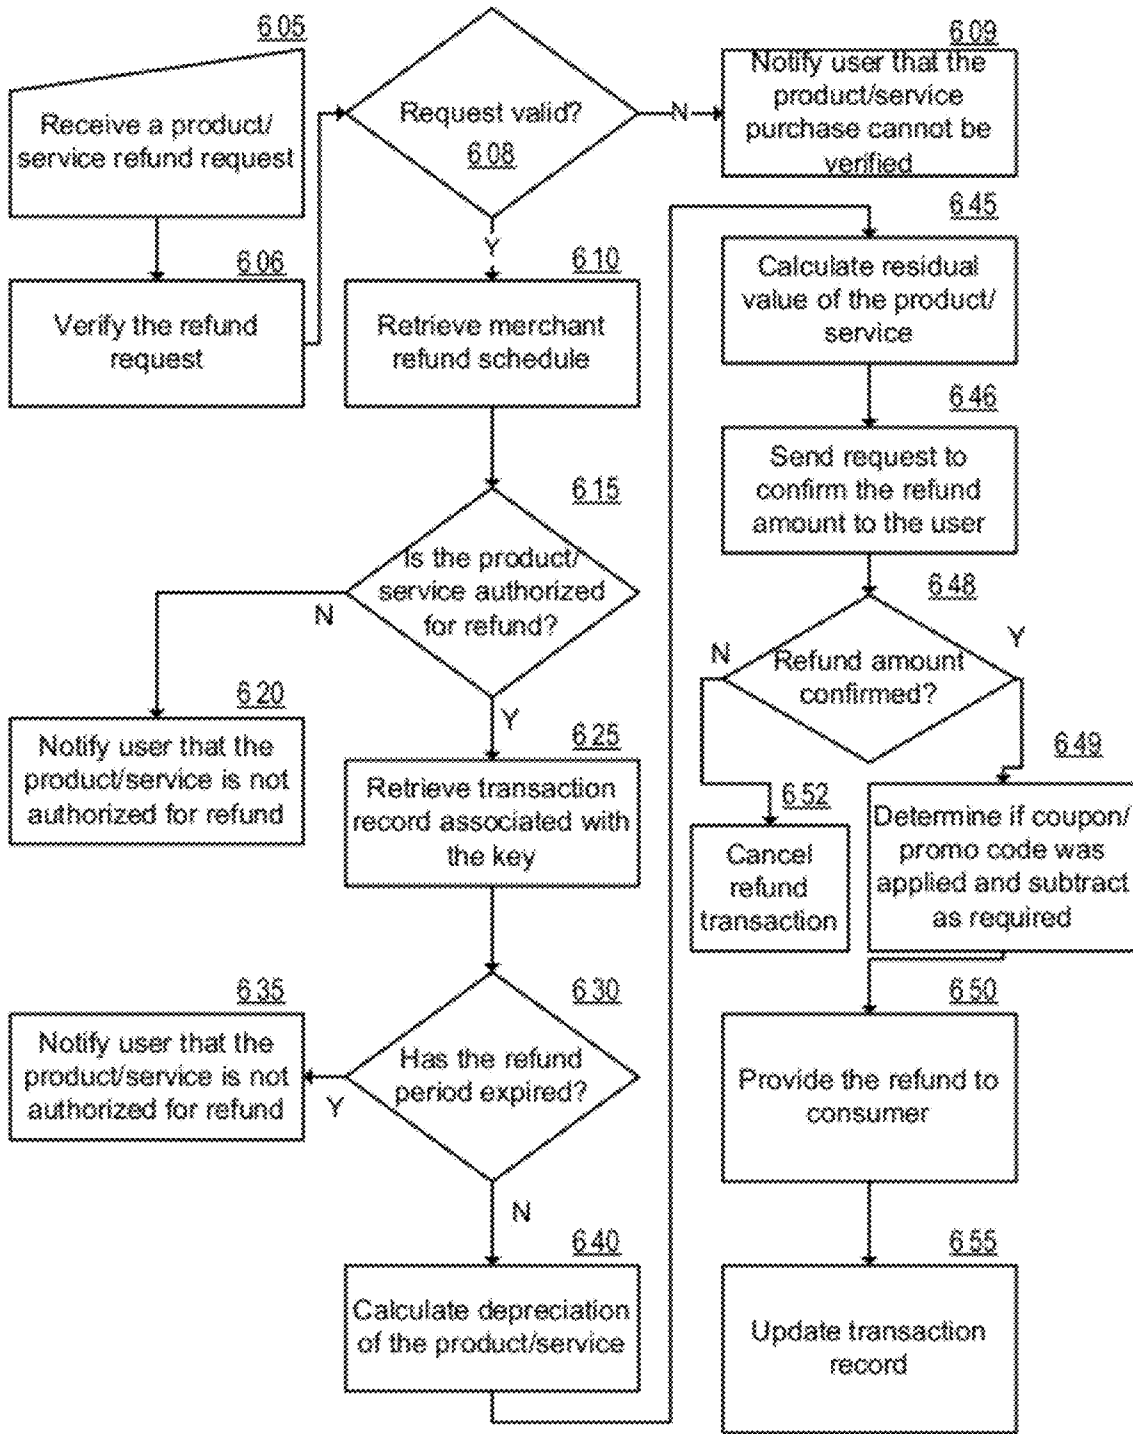 6.05
Receive a product/
service refund request
6.06
Verify the refund
request
Request valid?
6.08
N
Y
6.09
Notify user that the
product/service
purchase cannot be
verified
6.10
Retrieve merchant
refund schedule
6.15
Is the product/
service authorized
for refund?
N
Y
6.20
Notify user that the
product/service is not
authorized for refund
6.25
Retrieve transaction
record associated with
the key
6.30
Has the refund
period expired?
Y
N
6.35
Notify user that the
product/service is not
authorized for refund
6.40
Calculate depreciation
of the product/service
6.45
Calculate residual
value of the product/
service
6.46
Send request to
confirm the refund
amount to the user
6.48
Refund amount
confirmed?
N
Y
6.52
Cancel
refund
transaction
6.49
Determine if coupon/
promo code was
applied and subtract
as required
6.50
Provide the refund to
consumer
6.55
Update transaction
record